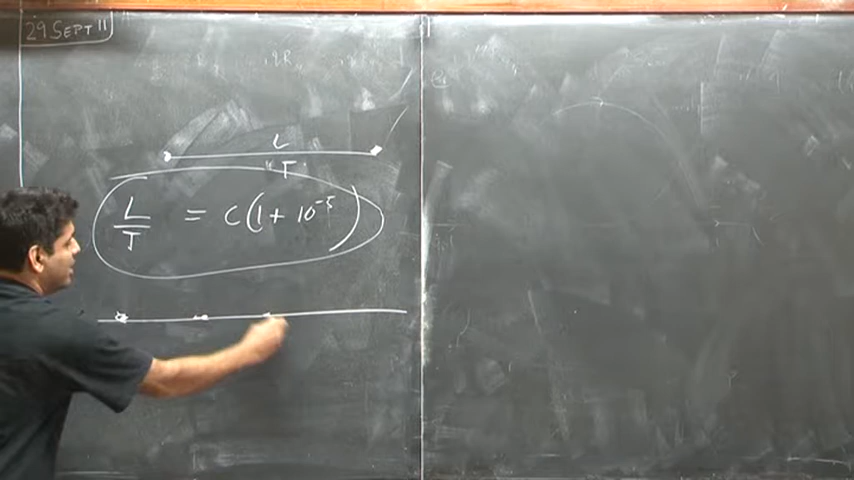 29 SEPT 11
L
T
L/T = C(1 + 10⁻⁵)